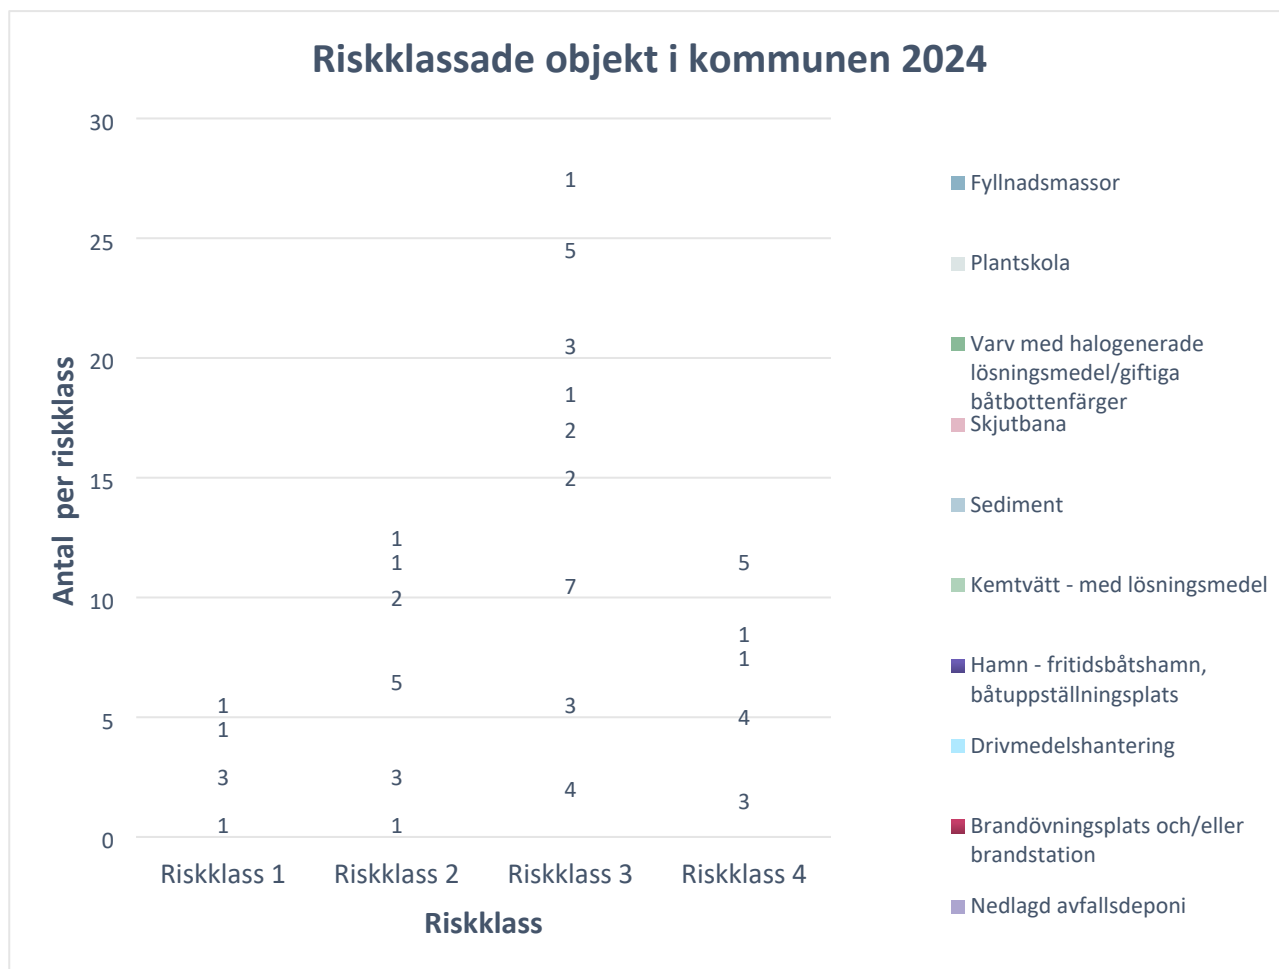 Riskklassade objekt i kommunen 2024
30
25
20
15
10
5
0
Antal per riskklass
1
3
1
1
1
3
5
2
1
1
4
3
7
2
2
1
3
5
1
3
4
1
1
5
Riskklass 1
Riskklass 2
Riskklass 3
Riskklass 4
Riskklass
Fyllnadsmassor
Plantskola
Varv med halogenerade
lösningsmedel/giftiga
båtbottenfärger
Skjutbana
Sediment
Kemtvätt - med lösningsmedel
Hamn - fritidsbåtshamn,
båtuppställningsplats
Drivmedelshantering
Brandövningsplats och/eller
brandstation
Nedlagd avfallsdeponi